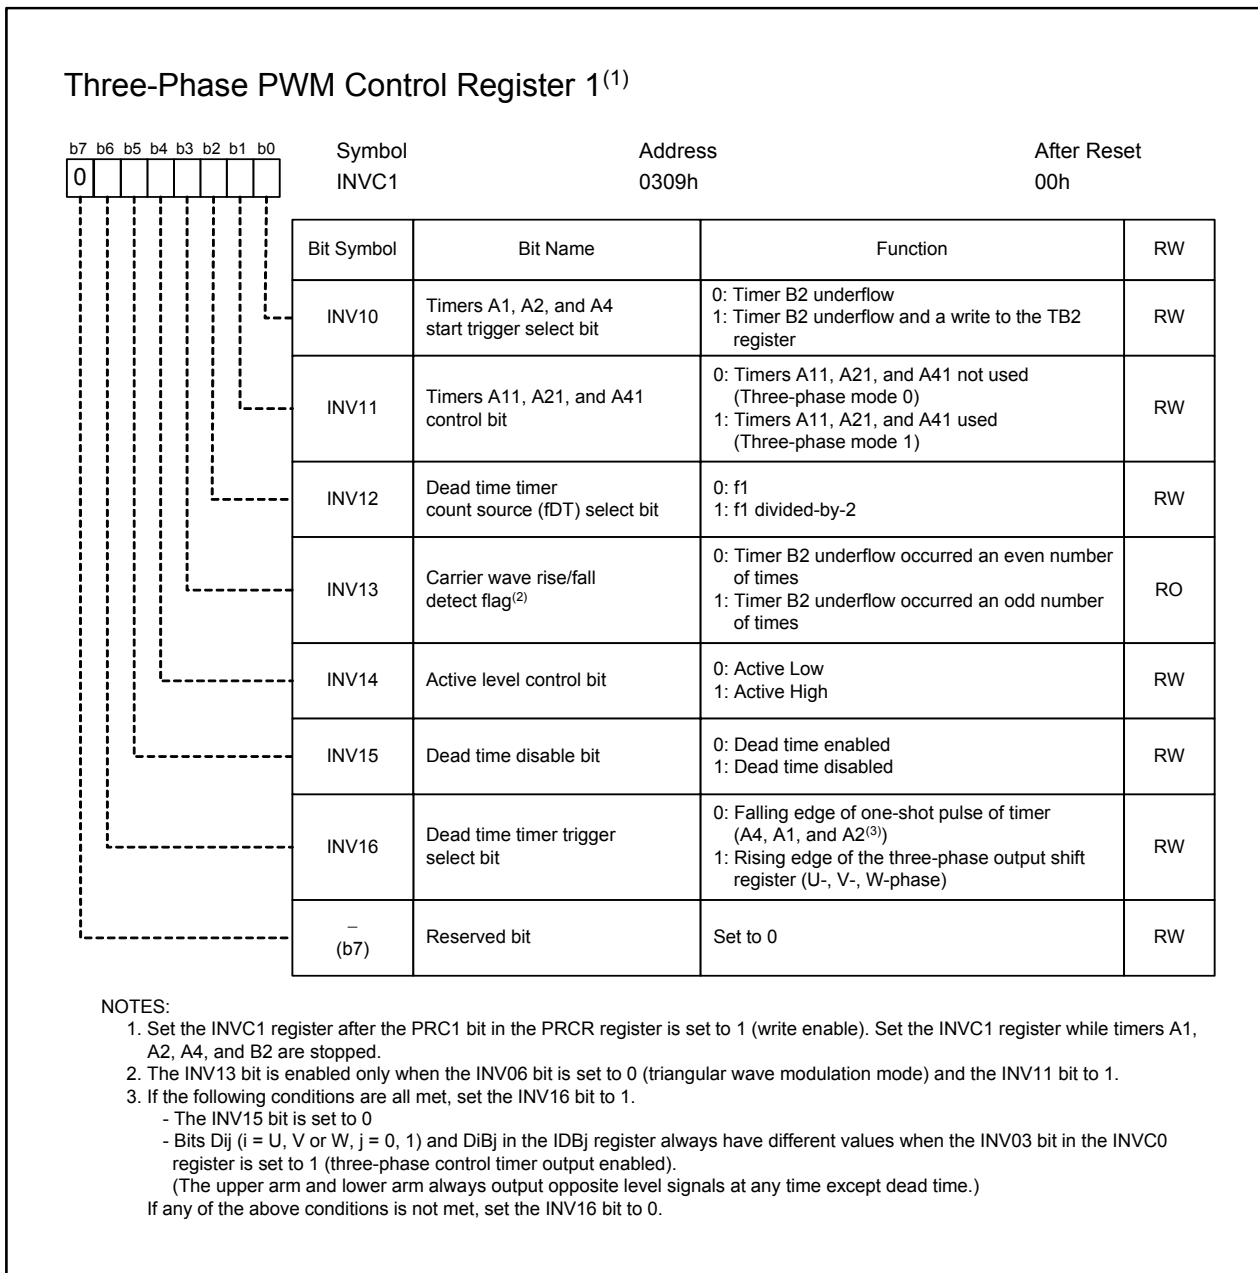 Three-Phase PWM Control Register 1(1)
b7 b6 b5 b4 b3 b2 b1 b0
0
Symbol Address After Reset
INVC1 0309h 00h
Bit Symbol Bit Name Function RW
INV10
Timers A1, A2, and A4
start trigger select bit
0: Timer B2 underflow
1: Timer B2 underflow and a write to the TB2
register
RW
INV11
Timers A11, A21, and A41
control bit
0: Timers A11, A21, and A41 not used
(Three-phase mode 0)
1: Timers A11, A21, and A41 used
(Three-phase mode 1)
RW
INV12
Dead time timer
count source (fDT) select bit
0: f1
1: f1 divided-by-2
RW
INV13
Carrier wave rise/fall
detect flag(2)
0: Timer B2 underflow occurred an even number
of times
1: Timer B2 underflow occurred an odd number
of times
RO
INV14
Active level control bit
0: Active Low
1: Active High
RW
INV15
Dead time disable bit
0: Dead time enabled
1: Dead time disabled
RW
INV16
Dead time timer trigger
select bit
0: Falling edge of one-shot pulse of timer
(A4, A1, and A2(3))
1: Rising edge of the three-phase output shift
register (U-, V-, W-phase)
RW
–
(b7)
Reserved bit
Set to 0
RW
NOTES:
1. Set the INVC1 register after the PRC1 bit in the PRCR register is set to 1 (write enable). Set the INVC1 register while timers A1,
A2, A4, and B2 are stopped.
2. The INV13 bit is enabled only when the INV06 bit is set to 0 (triangular wave modulation mode) and the INV11 bit to 1.
3. If the following conditions are all met, set the INV16 bit to 1.
- The INV15 bit is set to 0
- Bits Dij (i = U, V or W, j = 0, 1) and DiBj in the IDBj register always have different values when the INV03 bit in the INVC0
register is set to 1 (three-phase control timer output enabled).
(The upper arm and lower arm always output opposite level signals at any time except dead time.)
If any of the above conditions is not met, set the INV16 bit to 0.